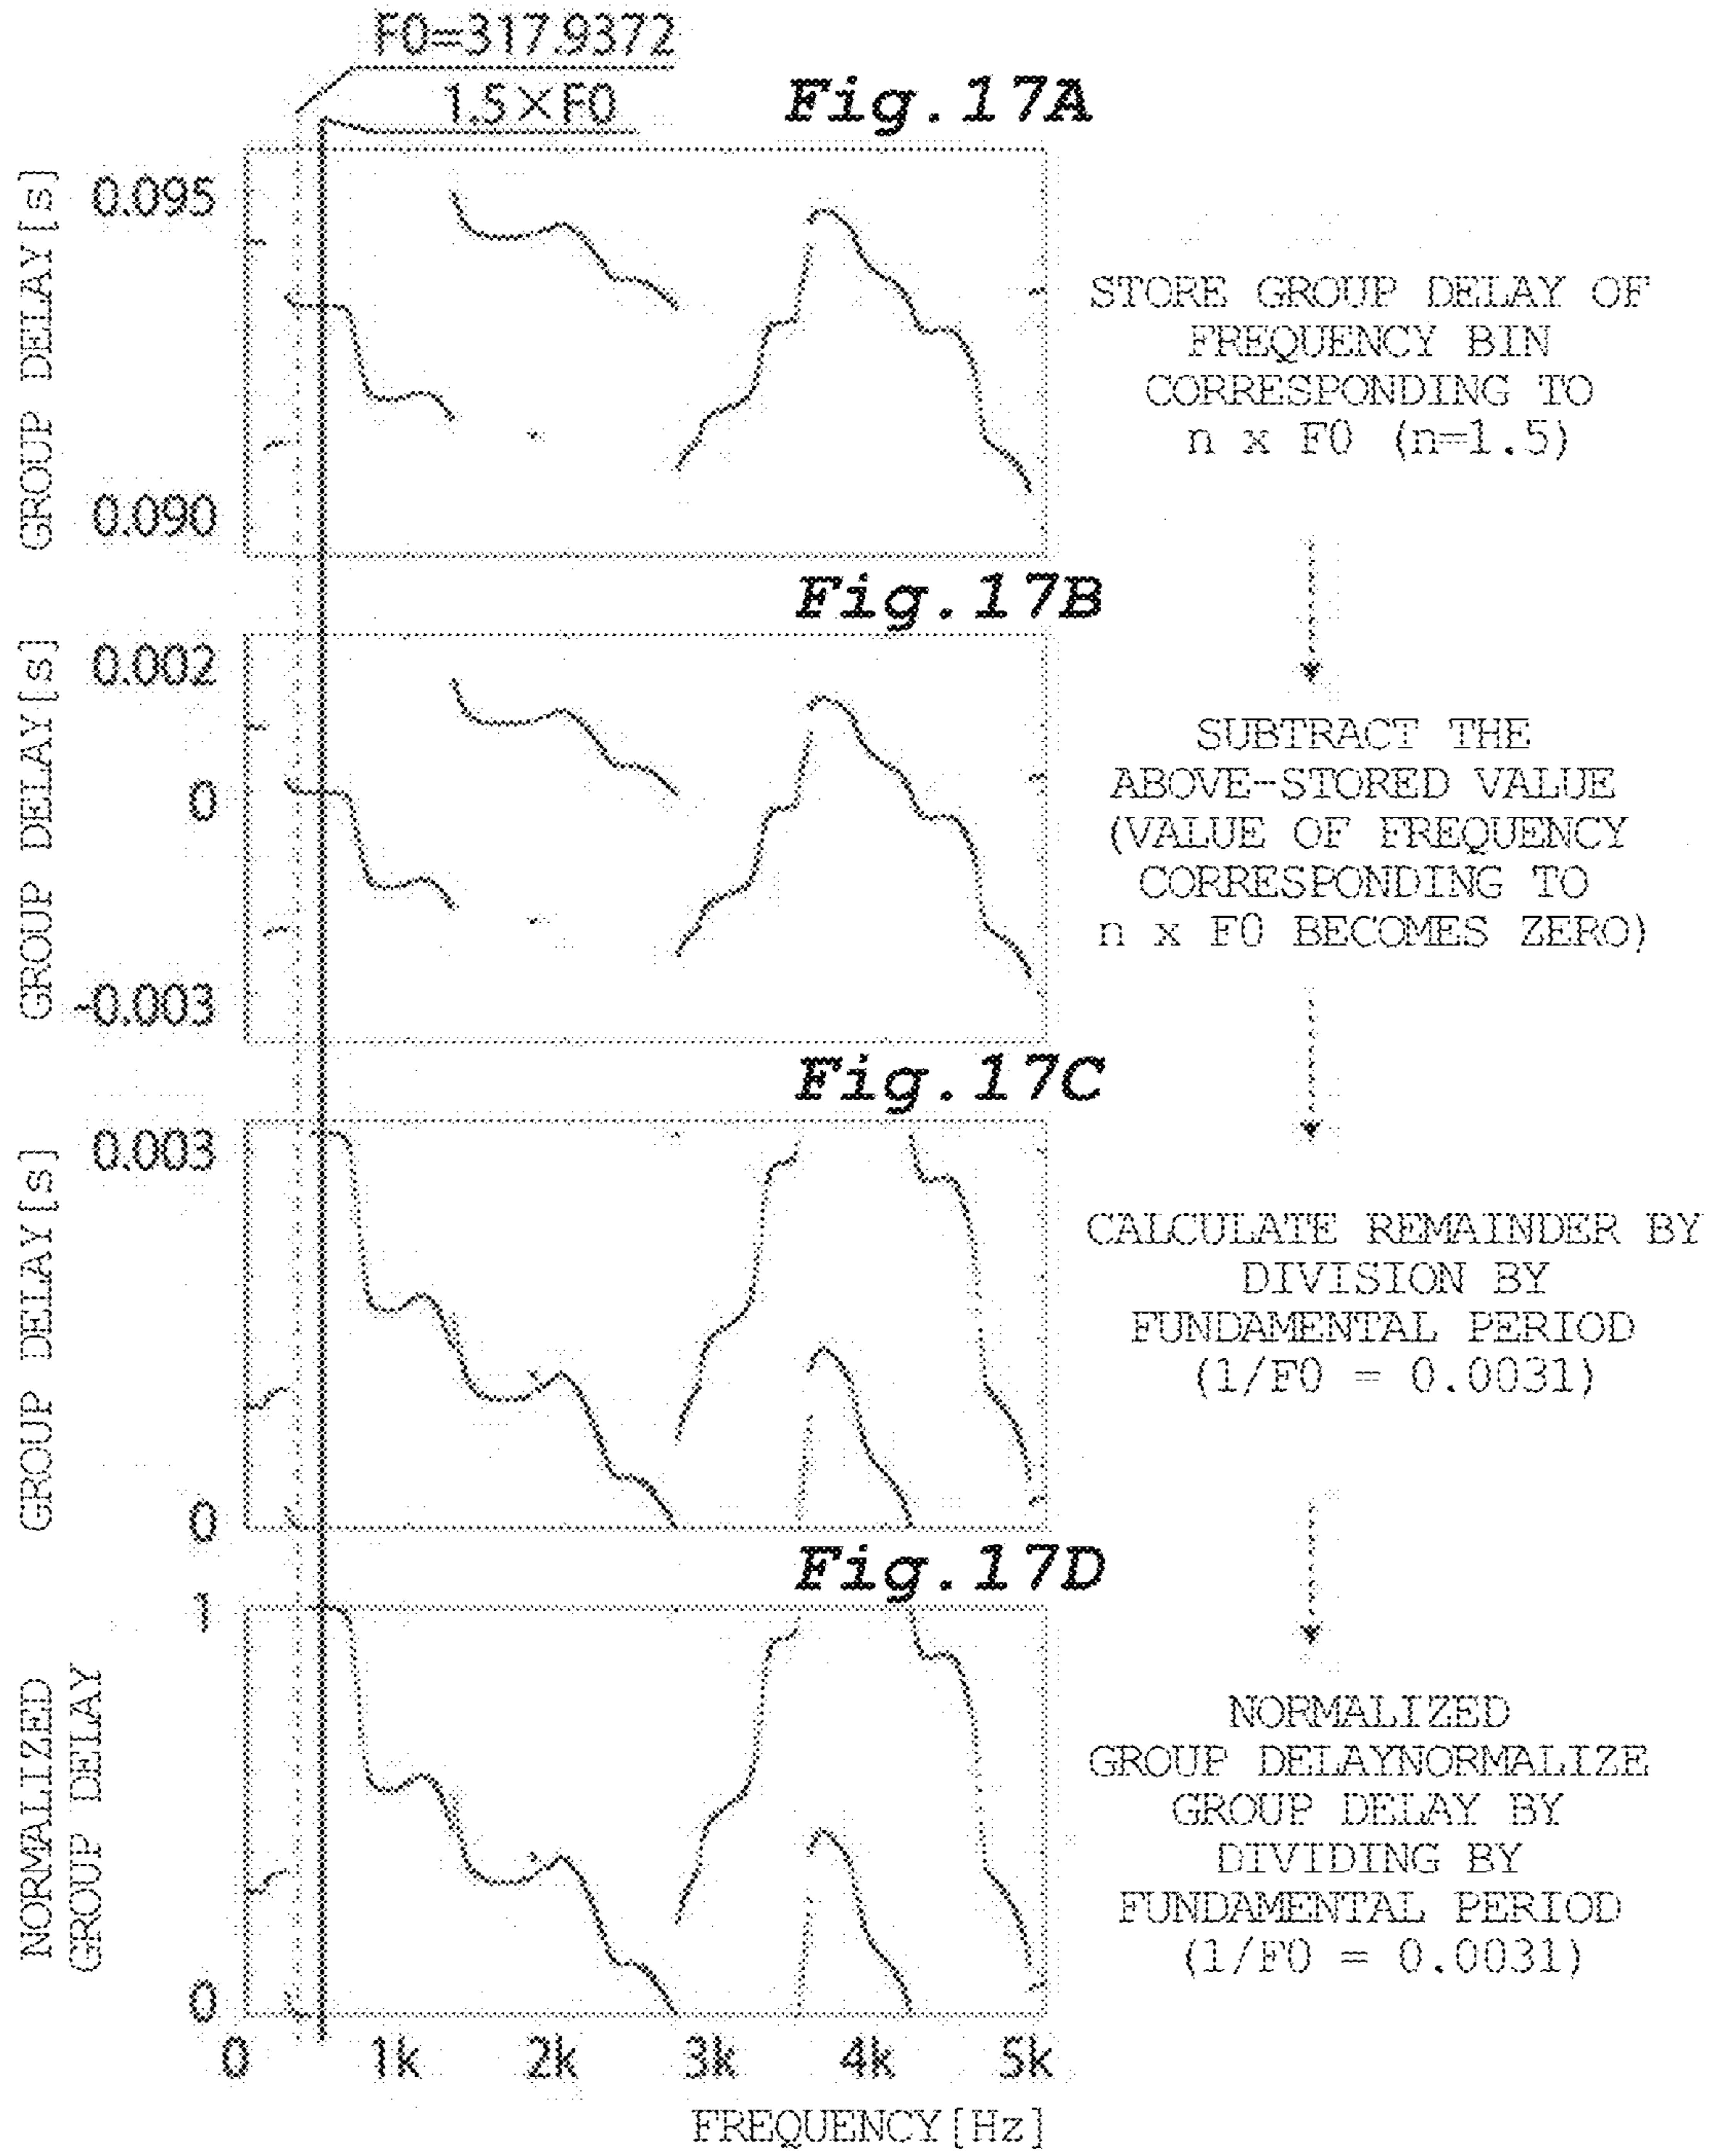 F0=317.9372
1.5×F0
Fig.17A
GROUP DELAY[s]
0.095
0.090
STORE GROUP DELAY OF
FREQUENCY BIN
CORRESPONDING TO
n x F0 (n=1.5)
Fig.17B
GROUP DELAY[s]
0.002
0
-0.003
SUBTRACT THE
ABOVE-STORED VALUE
(VALUE OF FREQUENCY
CORRESPONDING TO
n x F0 BECOMES ZERO)
Fig.17C
GROUP DELAY[s]
0.003
0
CALCULATE REMAINDER BY
DIVISION BY
FUNDAMENTAL PERIOD
(1/F0 = 0.0031)
Fig.17D
NORMALIZED
GROUP DELAY
1
0
NORMALIZED
GROUP DELAYNORMALIZE
GROUP DELAY BY
DIVIDING BY
FUNDAMENTAL PERIOD
(1/F0 = 0.0031)
0 1k 2k 3k 4k 5k
FREQUENCY[Hz]